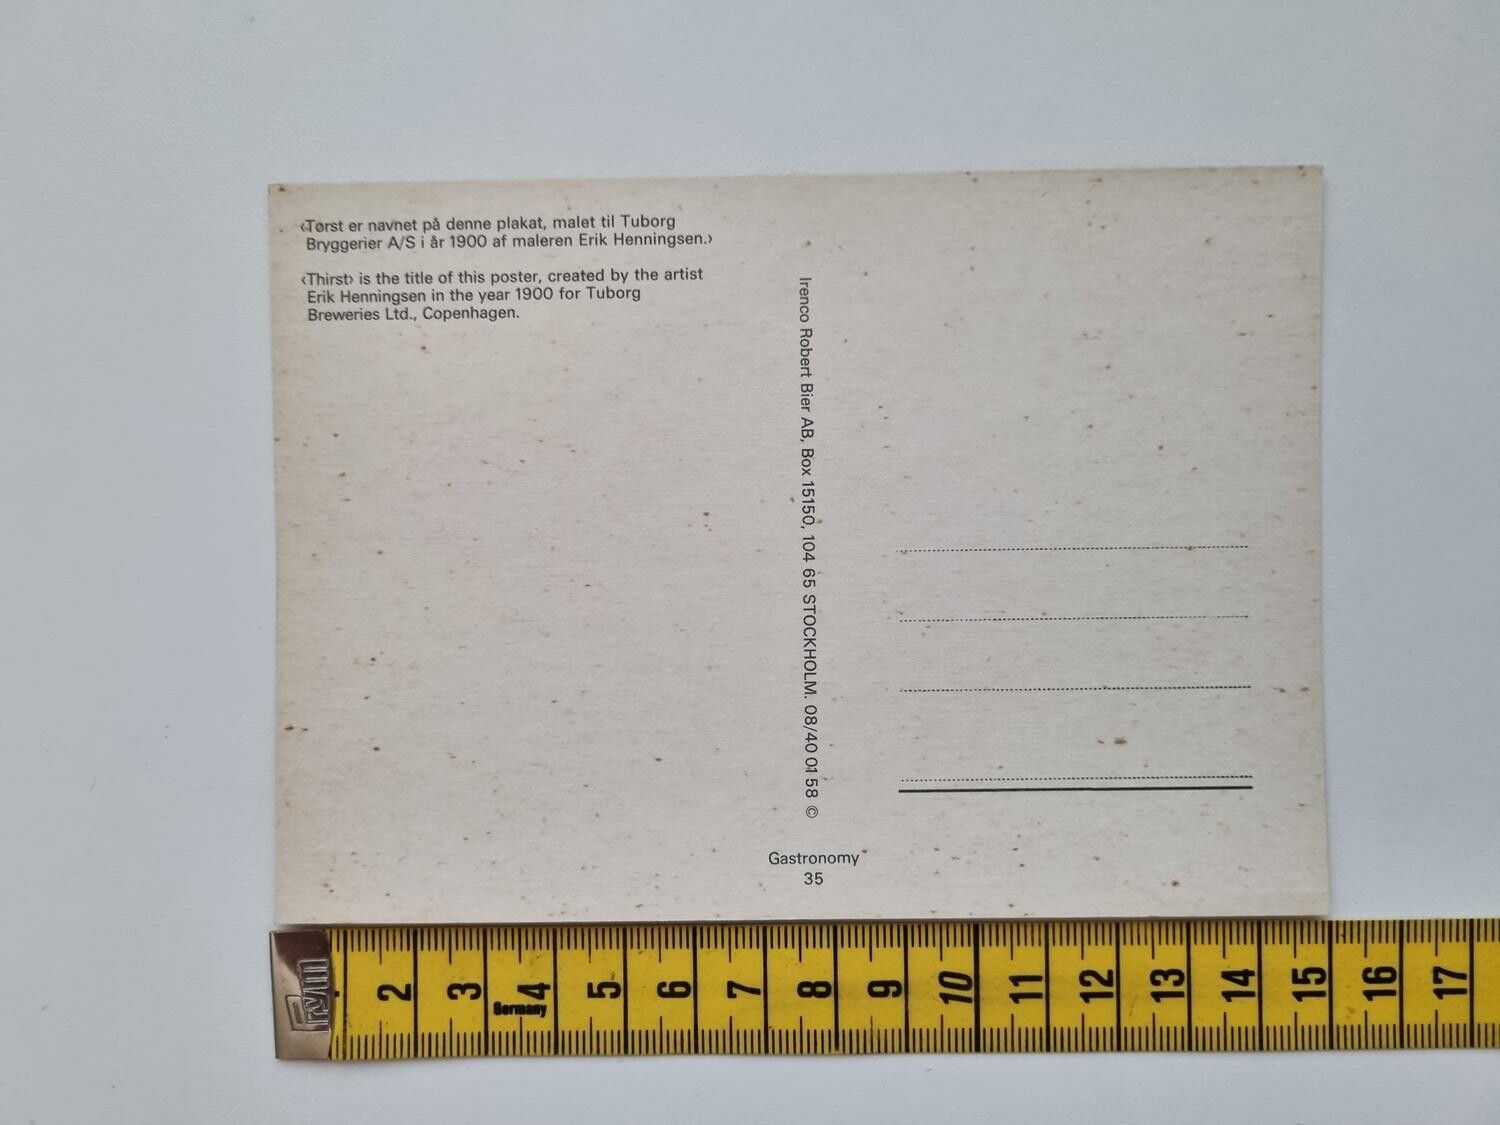 ‹Tørst er navnet på denne plakat, malet til Tuborg
Bryggerier A/S i år 1900 af maleren Erik Henningsen.›
‹Thirst› is the title of this poster, created by the artist
Erik Henningsen in the year 1900 for Tuborg
Breweries Ltd., Copenhagen.
Irenco Robert Bier AB, Box 15150, 104 65 STOCKHOLM. 08/40 01 58 ©
Gastronomy
35
Prym
2 3 4 5 6 7 8 9 10 11 12 13 14 15 16 17
Germany